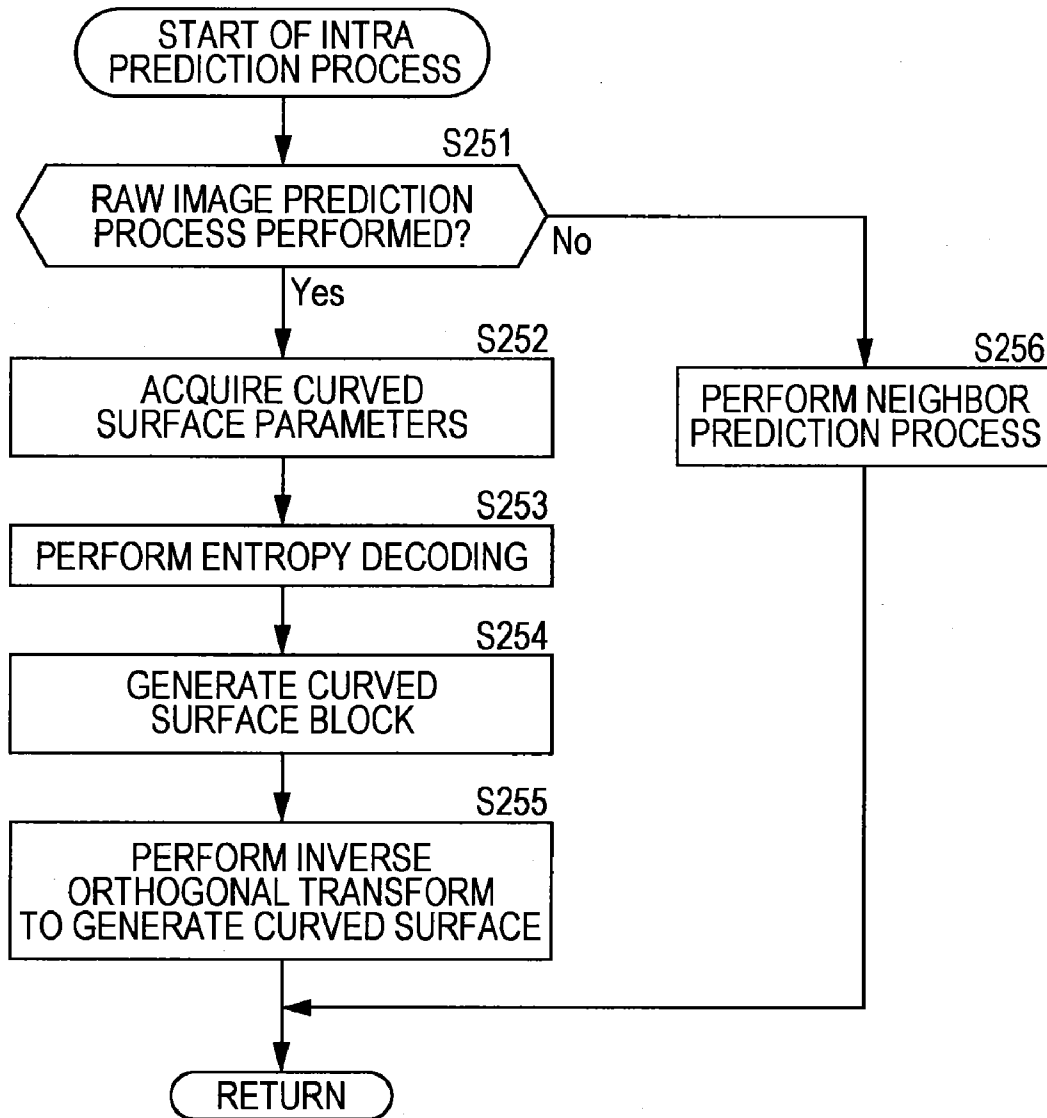 START OF INTRA
PREDICTION PROCESS
S251
RAW IMAGE PREDICTION
PROCESS PERFORMED?
No
Yes
S252
ACQUIRE CURVED
SURFACE PARAMETERS
S256
PERFORM NEIGHBOR
PREDICTION PROCESS
S253
PERFORM ENTROPY DECODING
S254
GENERATE CURVED
SURFACE BLOCK
S255
PERFORM INVERSE
ORTHOGONAL TRANSFORM
TO GENERATE CURVED SURFACE
RETURN